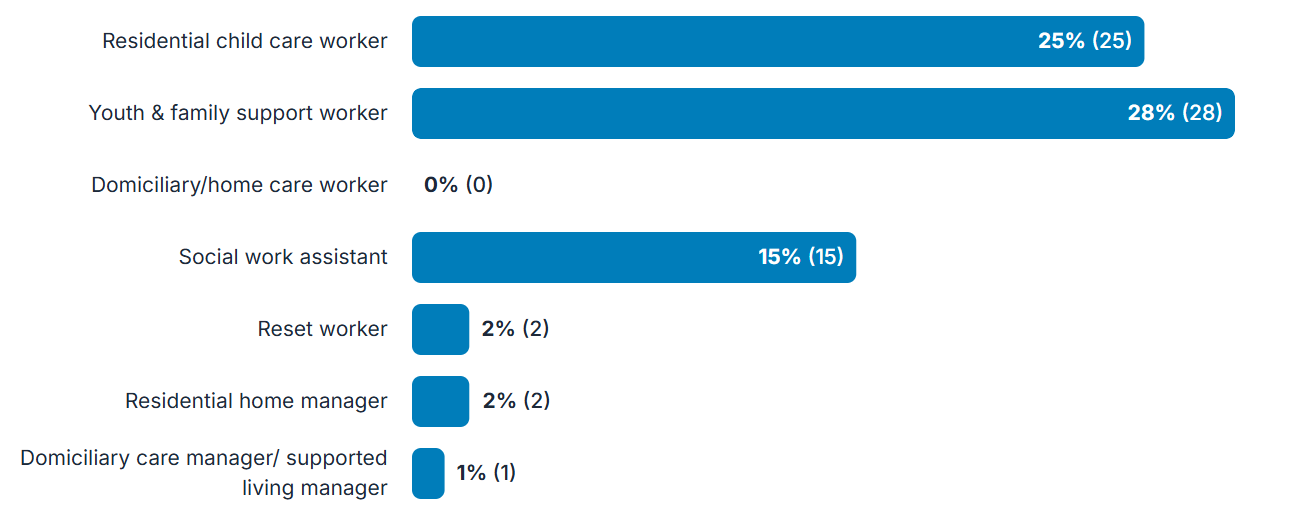 Residential child care worker 25% (25)
Youth & family support worker 28% (28)
Domiciliary/home care worker 0% (0)
Social work assistant 15% (15)
Reset worker 2% (2)
Residential home manager 2% (2)
Domiciliary care manager/ supported
living manager 1% (1)